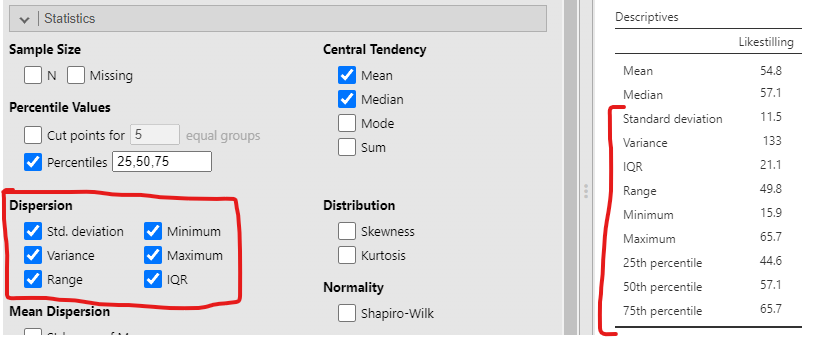 Statistics
Sample Size
N Missing
Percentile Values
Cut points for 5 equal groups
Percentiles 25,50,75
Dispersion
Std. deviation Minimum
Variance Maximum
Range IQR
Mean Dispersion
Central Tendency
Mean
Median
Mode
Sum
Distribution
Skewness
Kurtosis
Normality
Shapiro-Wilk
Descriptives
Likestilling
Mean 54.8
Median 57.1
Standard deviation 11.5
Variance 133
IQR 21.1
Range 49.8
Minimum 15.9
Maximum 65.7
25th percentile 44.6
50th percentile 57.1
75th percentile 65.7